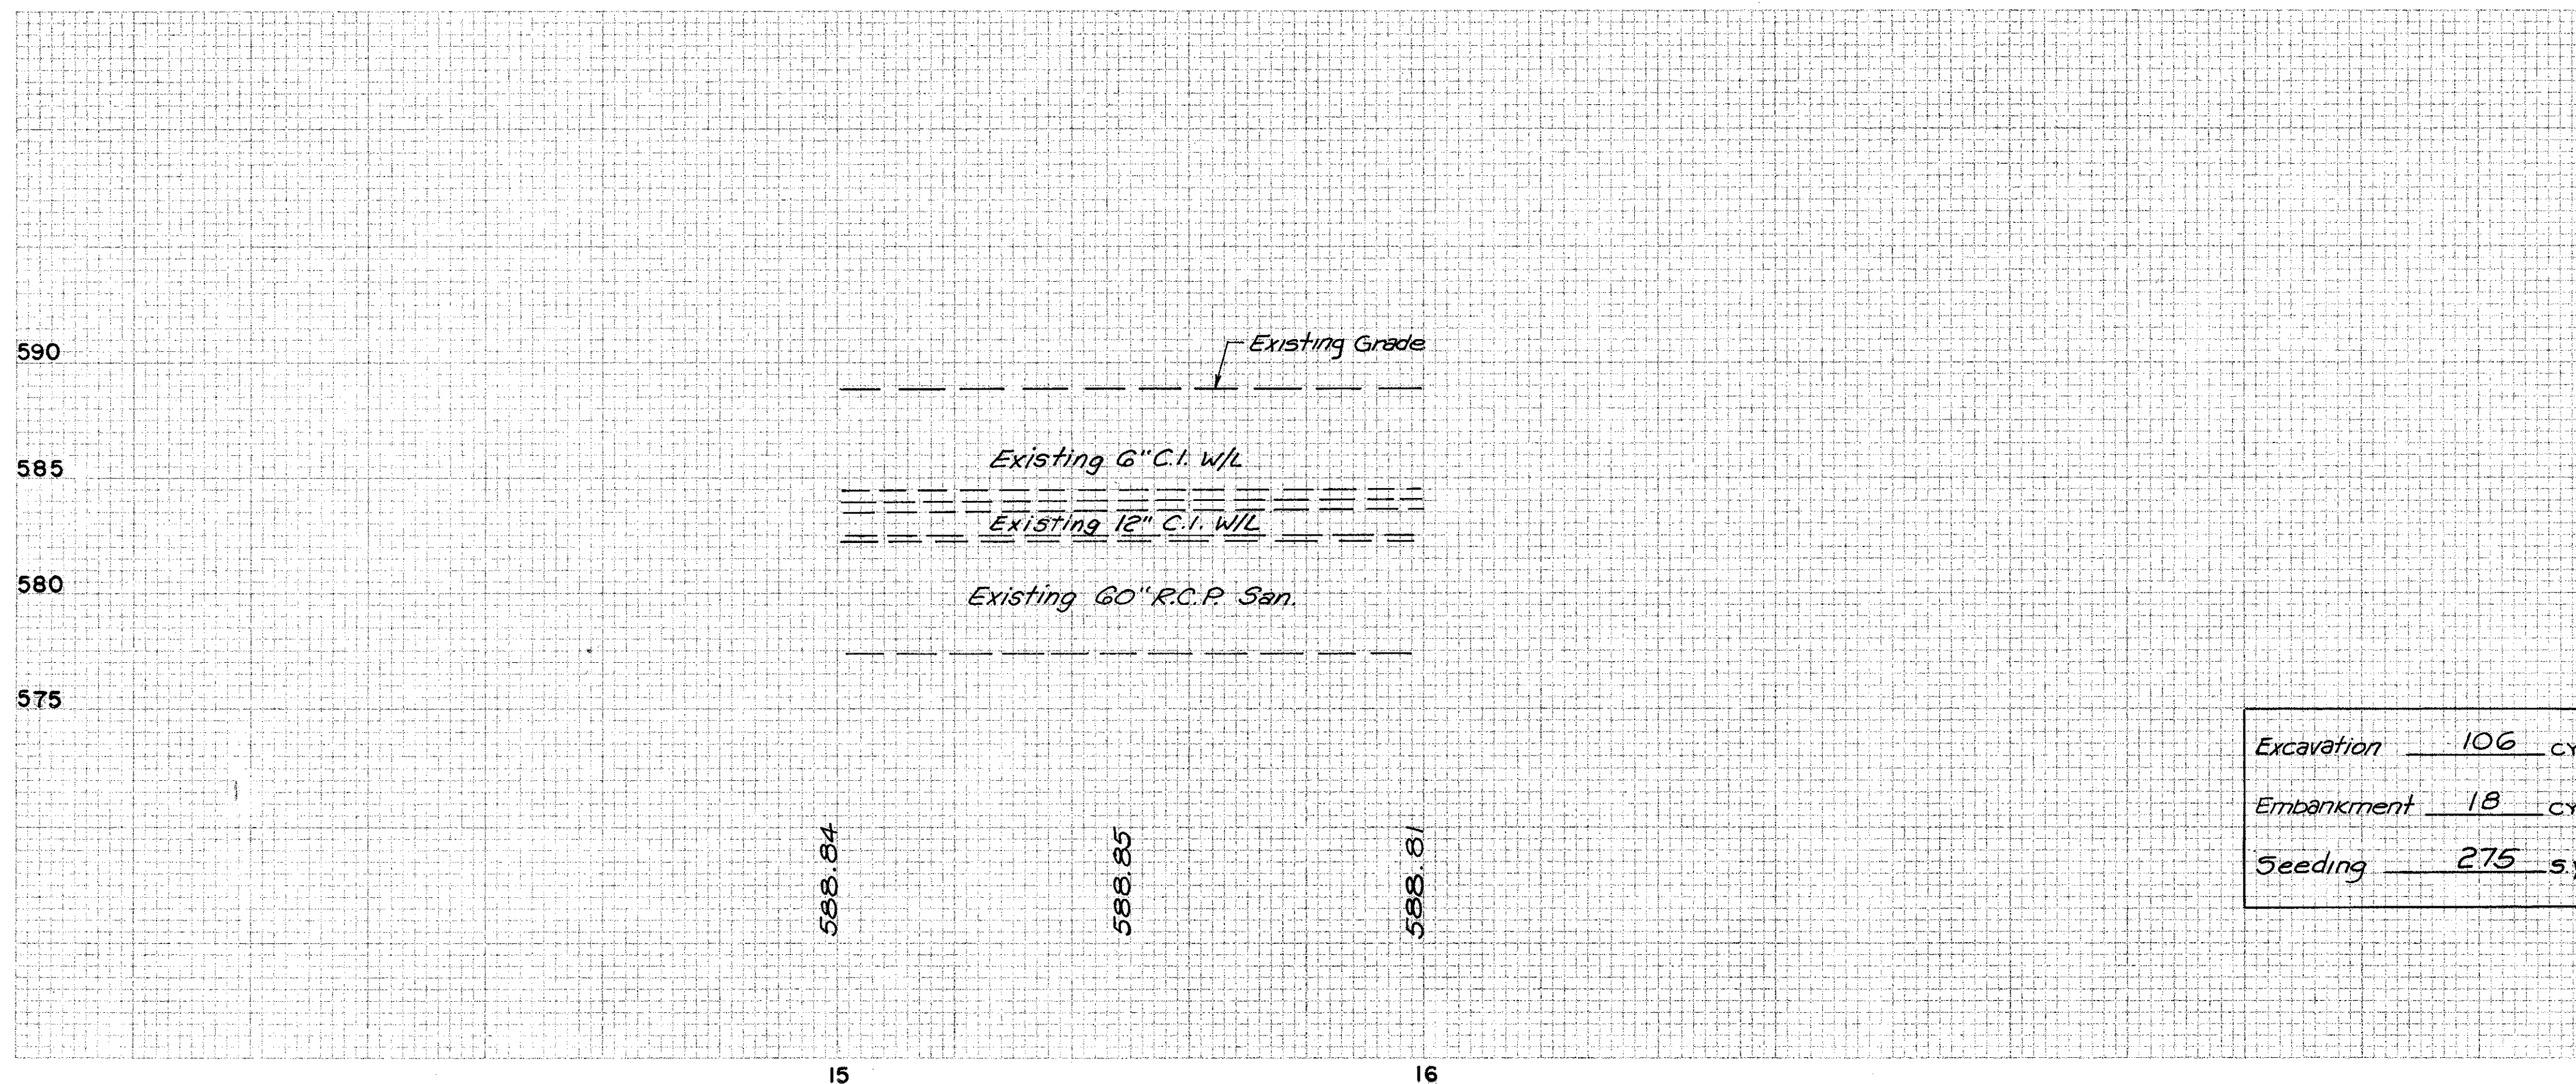 590
Existing Grade
585
Existing 6" C.I. W/L
Existing 12" C.I. W/L
580
Existing 60" R.C.P. San.
575
Excavation 106 CY
Embankment 18 CY
Seeding 275 S.Y
588.84
588.85
588.81
15
16